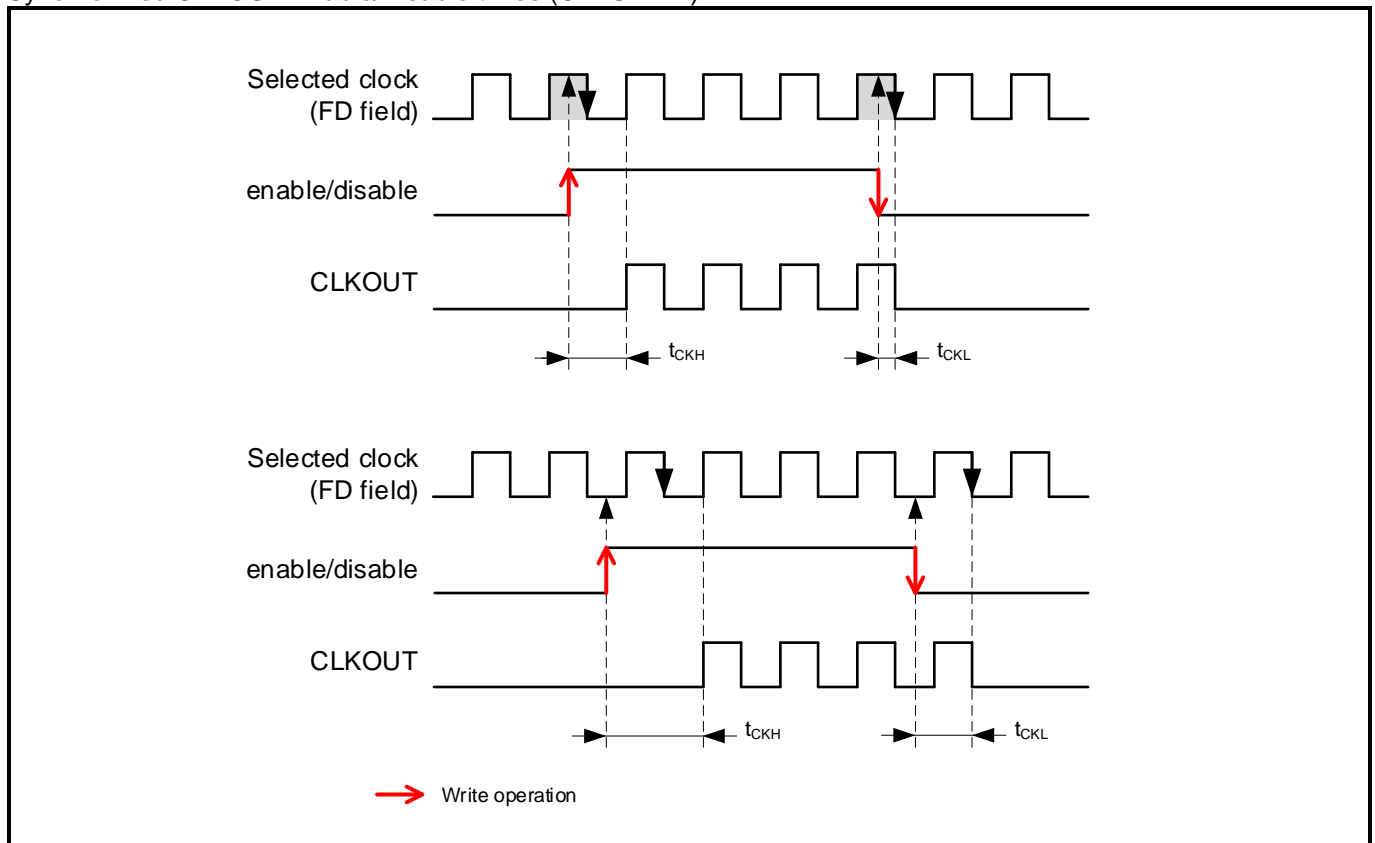 Selected clock
(FD field)
enable/disable
CLKOUT
tCKH
tCKL
Selected clock
(FD field)
enable/disable
CLKOUT
tCKH
tCKL
Write operation